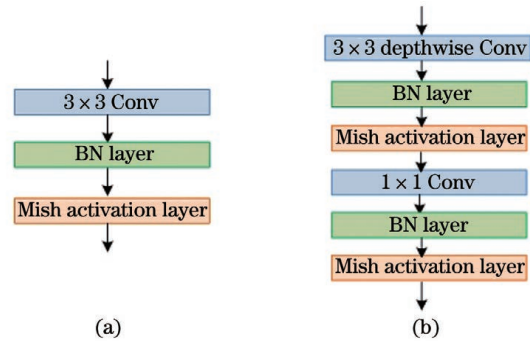 3 × 3 Conv
BN layer
Mish activation layer
(a)
3 × 3 depthwise Conv
BN layer
Mish activation layer
1 × 1 Conv
BN layer
Mish activation layer
(b)